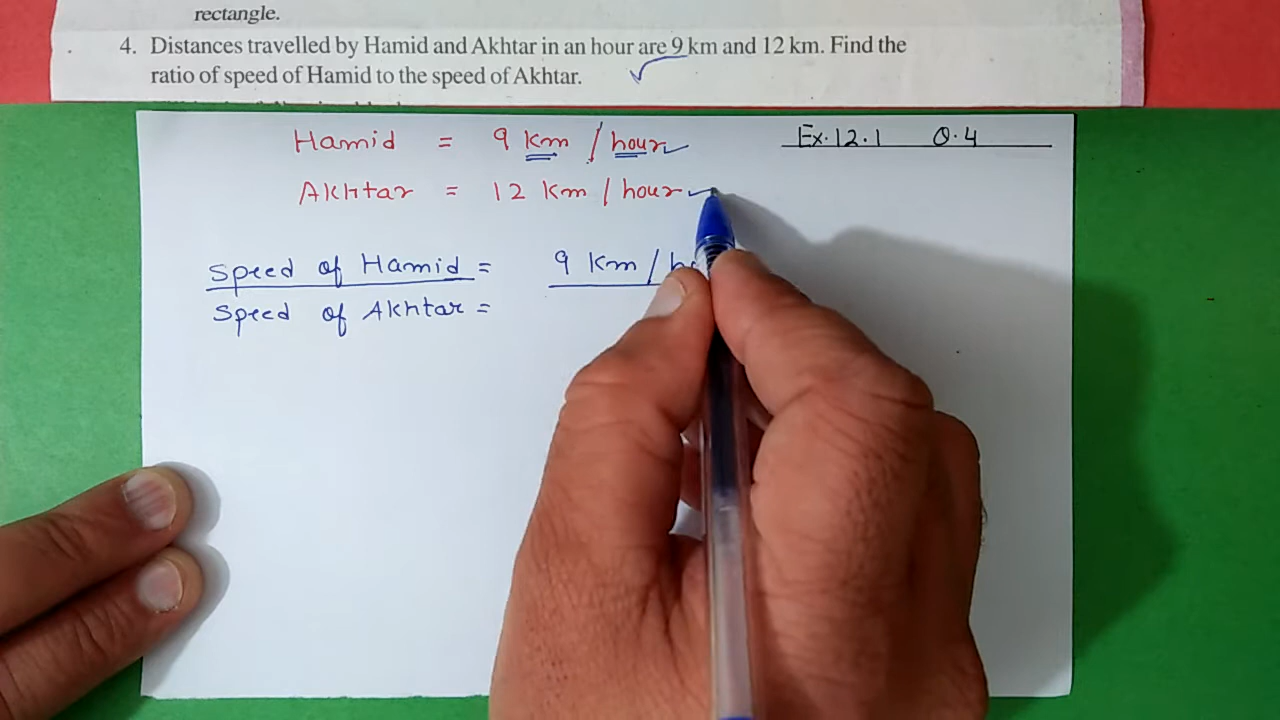 rectangle.
4. Distances travelled by Hamid and Akhtar in an hour are 9 km and 12 km. Find the
ratio of speed of Hamid to the speed of Akhtar.
Ex.12.1 Q.4
Hamid = 9 km / hour
Akhtar = 12 km / hour
Speed of Hamid = 9 km /
Speed of Akhtar =